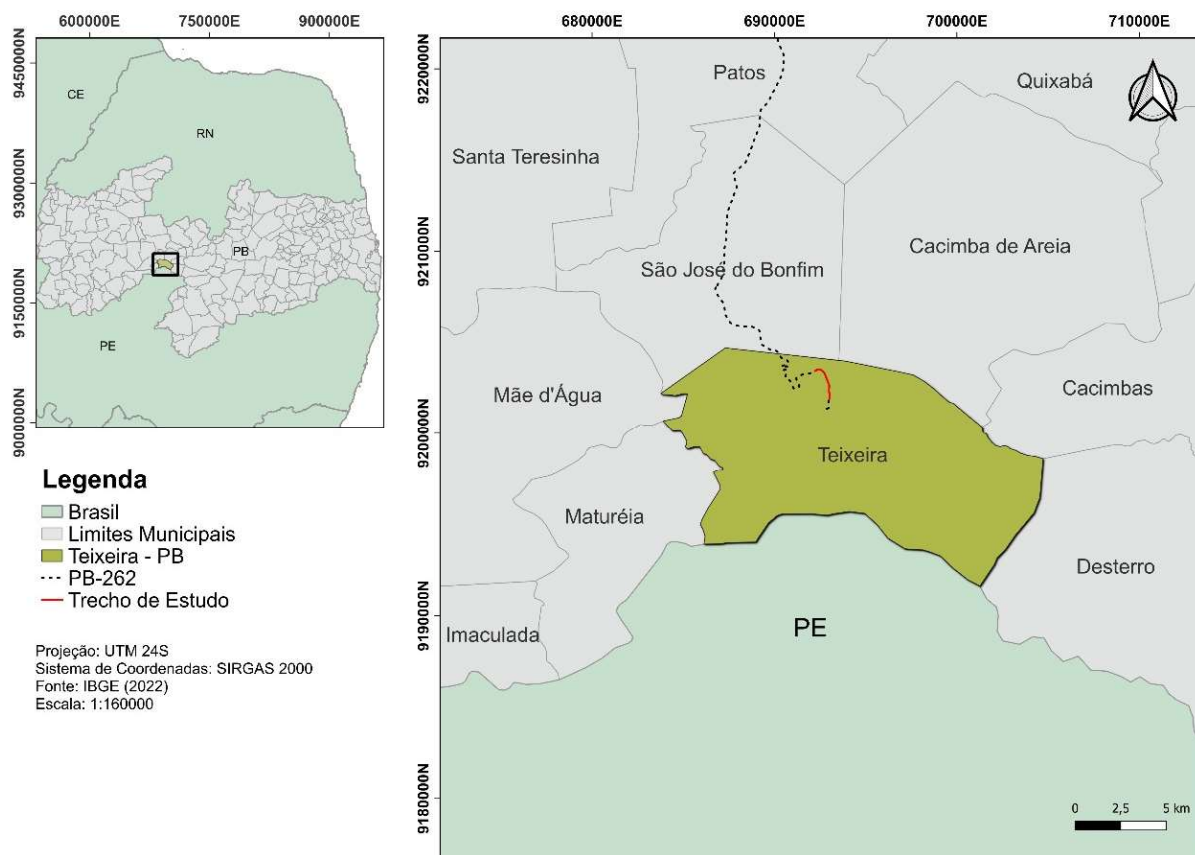 600000E 750000E 900000E
9450000N
9300000N
9150000N
9000000N
CE
RN
PB
PE
Legenda
Brasil
Limites Municipais
Teixeira - PB
PB-262
Trecho de Estudo
Projeção: UTM 24S
Sistema de Coordenadas: SIRGAS 2000
Fonte: IBGE (2022)
Escala: 1:160000
680000E 690000E 700000E 710000E
9220000N
9210000N
9200000N
9190000N
9180000N
Patos
Quixabá
Santa Teresinha
Cacimba de Areia
São José do Bonfim
Mãe d'Água
Cacimbas
Teixeira
Maturéia
Desterro
Imaculada
PE
0 2,5 5 km